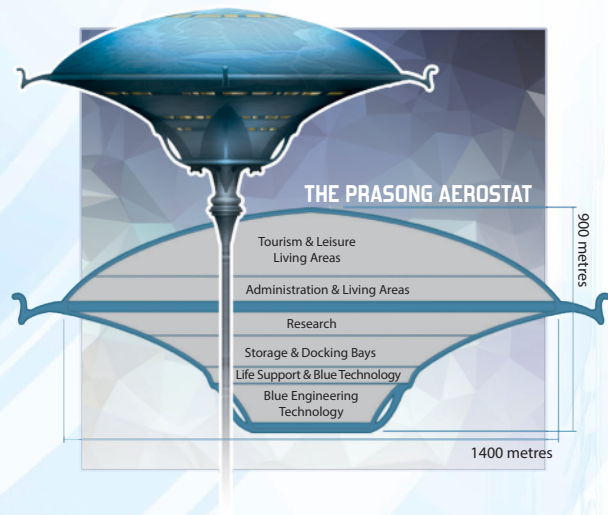 THE PRASONG AEROSTAT
900 metres
Tourism & Leisure
Living Areas
Administration & Living Areas
Research
Storage & Docking Bays
Life Support & Blue Technology
Blue Engineering
Technology
1400 metres